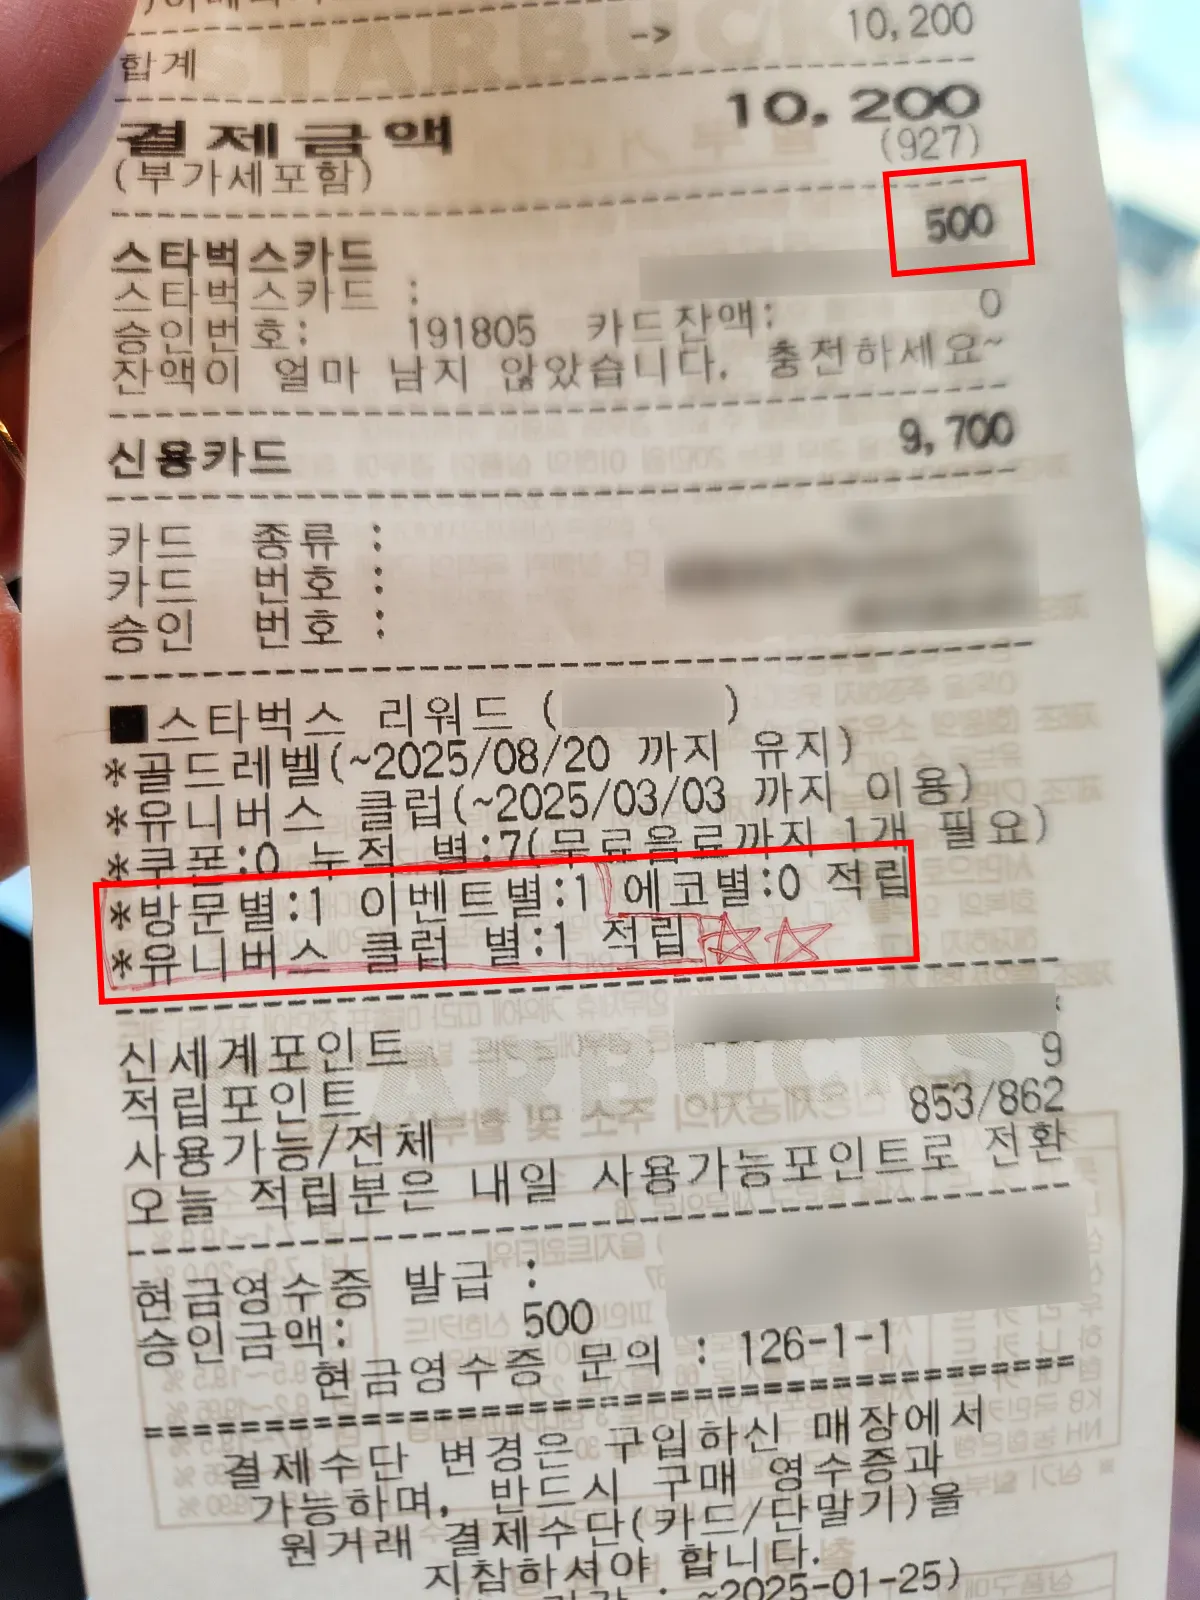 STARBUCKS
-> 10,200
합계
결제금액 10,200
(부가세포함) (927)
스타벅스카드 500
스타벅스카드 :
승인번호: 191805 카드잔액: 0
잔액이 얼마 남지 않았습니다. 충전하세요~
신용카드 9,700
카드 종류 :
카드 번호 :
승인 번호 :
■스타벅스 리워드 ( )
*골드레벨(~2025/08/20 까지 유지)
*유니버스 클럽(~2025/03/03 까지 이용)
*쿠폰:0 누적 별:7(무료음료까지 1개 필요)
*방문별:1 이벤트별:1 에코별:0 적립
*유니버스 클럽 별:1 적립
신세계포인트
적립포인트 9
사용가능/전체 853/862
오늘 적립분은 내일 사용가능포인트로 전환
현금영수증 발급 :
승인금액: 500
현금영수증 문의 : 126-1-1
결제수단 변경은 구입하신 매장에서
가능하며, 반드시 구매 영수증과
원거래 결제수단(카드/단말기)을
지참하셔야 합니다.
: ~2025-01-25)